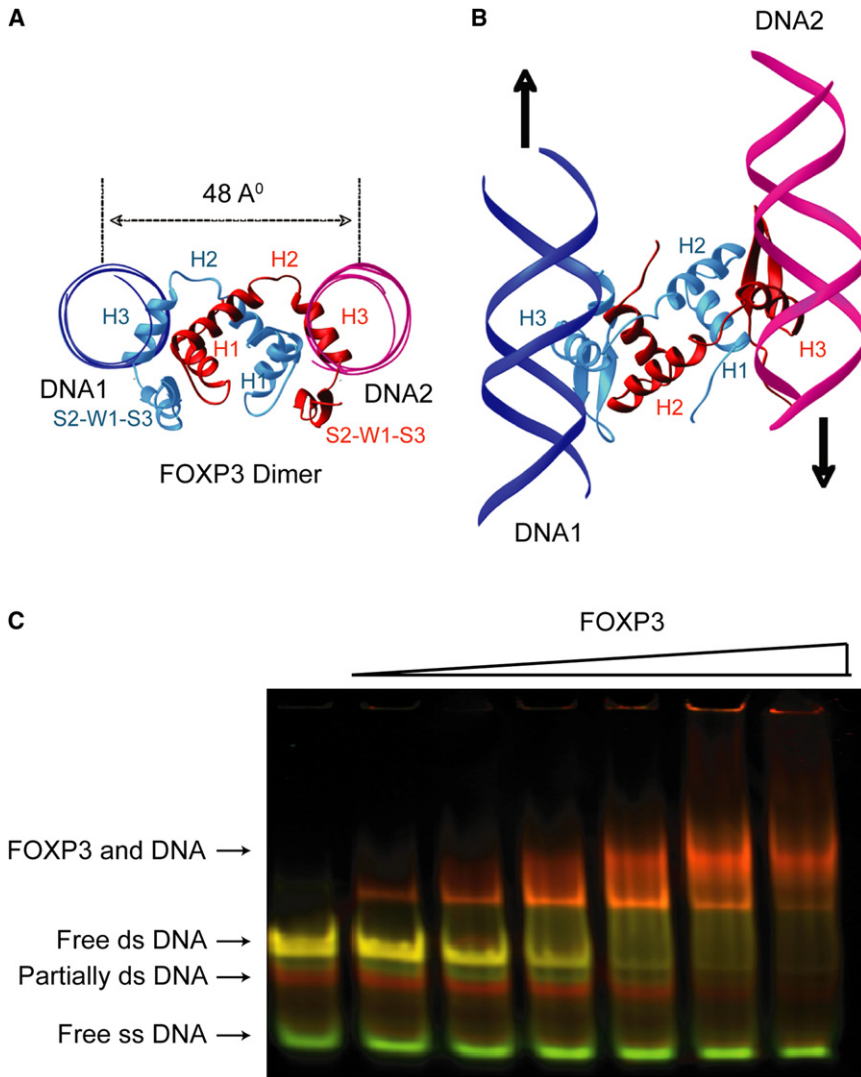 A
B
DNA2
48 A⁰
H2
H2
H3
H3
H1
H1
DNA1
DNA2
S2-W1-S3
S2-W1-S3
FOXP3 Dimer
H2
H3
H1
H2
H3
DNA1
C
FOXP3
FOXP3 and DNA
Free ds DNA
Partially ds DNA
Free ss DNA